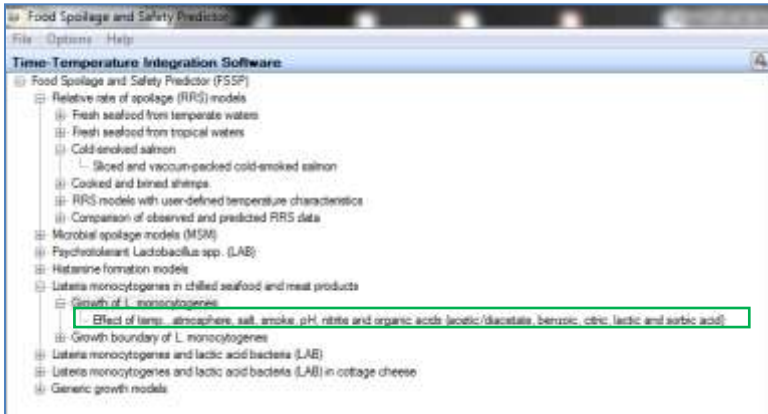 Food Spoilage and Safety Predictor
File Options Help
Time-Temperature Integration Software
Food Spoilage and Safety Predictor (FSSP)
Relative rate of spoilage (RRS) models
Fresh seafood from temperate waters
Fresh seafood from tropical waters
Cold-smoked salmon
Sliced and vaccum-packed cold-smoked salmon
Cooked and brined shrimps
RRS models with user-defined temperature characteristics
Comparison of observed and predicted RRS data
Microbial spoilage models (MSM)
Psychrotolerant Lactobacillus spp. (LAB)
Histamine formation models
Listeria monocytogenes in chilled seafood and meat products
Growth of L. monocytogenes
Effect of temp., atmosphere, salt, smoke, pH, nitrite and organic acids (acetic/diacetate, benzoic, citric, lactic and sorbic acid)
Growth boundary of L. monocytogenes
Listeria monocytogenes and lactic acid bacteria (LAB)
Listeria monocytogenes and lactic acid bacteria (LAB) in cottage cheese
Generic growth models